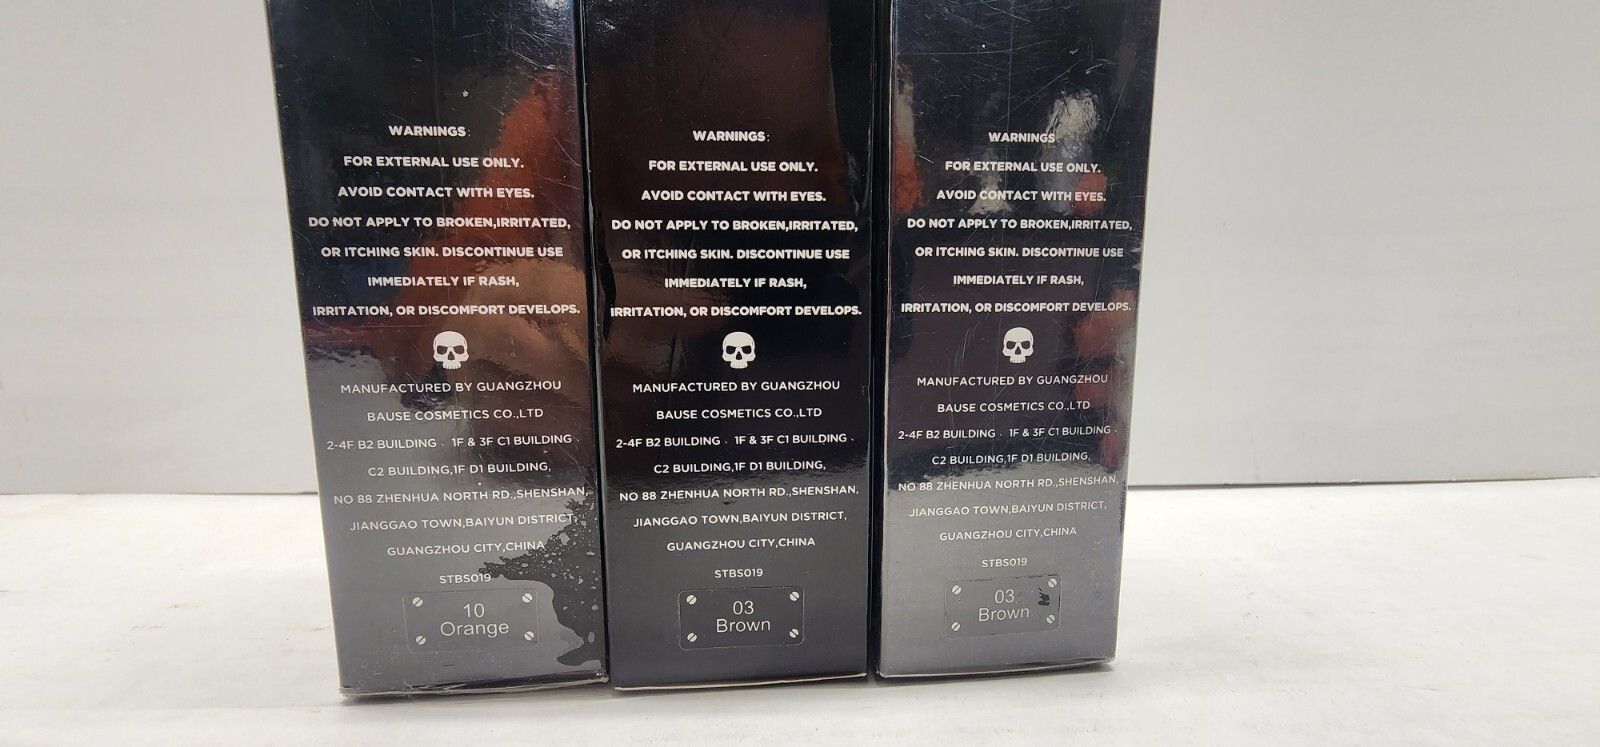 WARNINGS:
FOR EXTERNAL USE ONLY.
AVOID CONTACT WITH EYES.
DO NOT APPLY TO BROKEN,IRRITATED,
OR ITCHING SKIN. DISCONTINUE USE
IMMEDIATELY IF RASH,
IRRITATION, OR DISCOMFORT DEVELOPS.
MANUFACTURED BY GUANGZHOU
BAUSE COSMETICS CO.,LTD
2-4F B2 BUILDING 、 1F & 3F C1 BUILDING 、
C2 BUILDING,1F D1 BUILDING,
NO 88 ZHENHUA NORTH RD.,SHENSHAN,
JIANGGAO TOWN,BAIYUN DISTRICT,
GUANGZHOU CITY,CHINA
STBS019
10
Orange
WARNINGS:
FOR EXTERNAL USE ONLY.
AVOID CONTACT WITH EYES.
DO NOT APPLY TO BROKEN,IRRITATED,
OR ITCHING SKIN. DISCONTINUE USE
IMMEDIATELY IF RASH,
IRRITATION, OR DISCOMFORT DEVELOPS.
MANUFACTURED BY GUANGZHOU
BAUSE COSMETICS CO.,LTD
2-4F B2 BUILDING 、 1F & 3F C1 BUILDING 、
C2 BUILDING,1F D1 BUILDING,
NO 88 ZHENHUA NORTH RD.,SHENSHAN,
JIANGGAO TOWN,BAIYUN DISTRICT,
GUANGZHOU CITY,CHINA
STBS019
03
Brown
WARNINGS:
FOR EXTERNAL USE ONLY.
AVOID CONTACT WITH EYES.
DO NOT APPLY TO BROKEN,IRRITATED,
OR ITCHING SKIN. DISCONTINUE USE
IMMEDIATELY IF RASH,
IRRITATION, OR DISCOMFORT DEVELOPS.
MANUFACTURED BY GUANGZHOU
BAUSE COSMETICS CO.,LTD
2-4F B2 BUILDING 、 1F & 3F C1 BUILDING 、
C2 BUILDING,1F D1 BUILDING,
NO 88 ZHENHUA NORTH RD.,SHENSHAN,
JIANGGAO TOWN,BAIYUN DISTRICT,
GUANGZHOU CITY,CHINA
STBS019
03
Brown